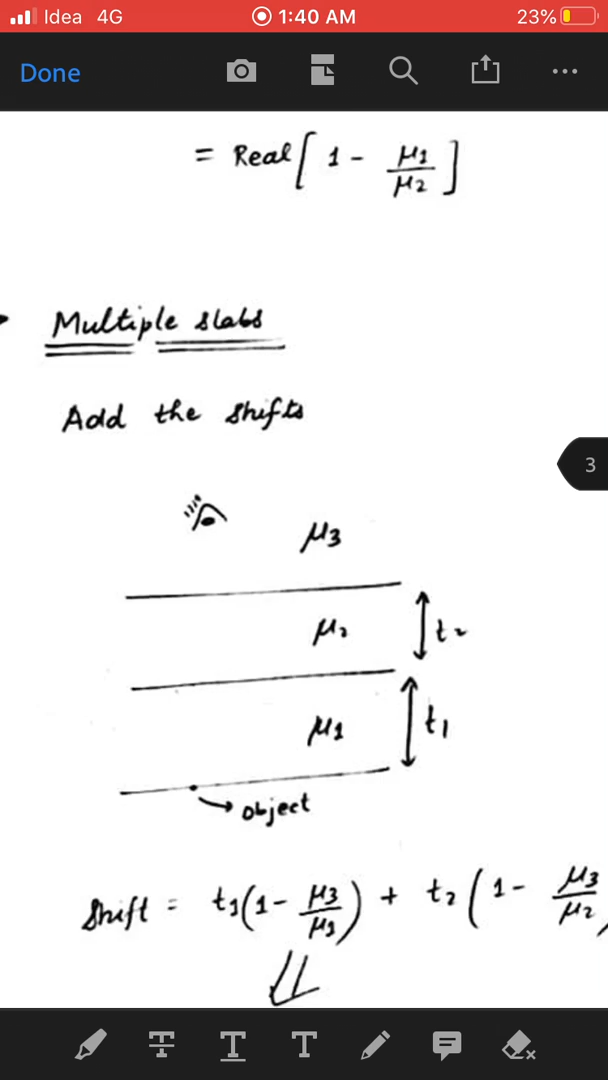 Idea 4G 1:40 AM 23%
Done
= Real [ 1 - μ1/μ2 ]
Multiple slabs
Add the shifts
3
μ3
μ2 t2
μ1 t1
object
Shift = t1(1 - μ3/μ1) + t2(1 - μ3/μ2)
T T T